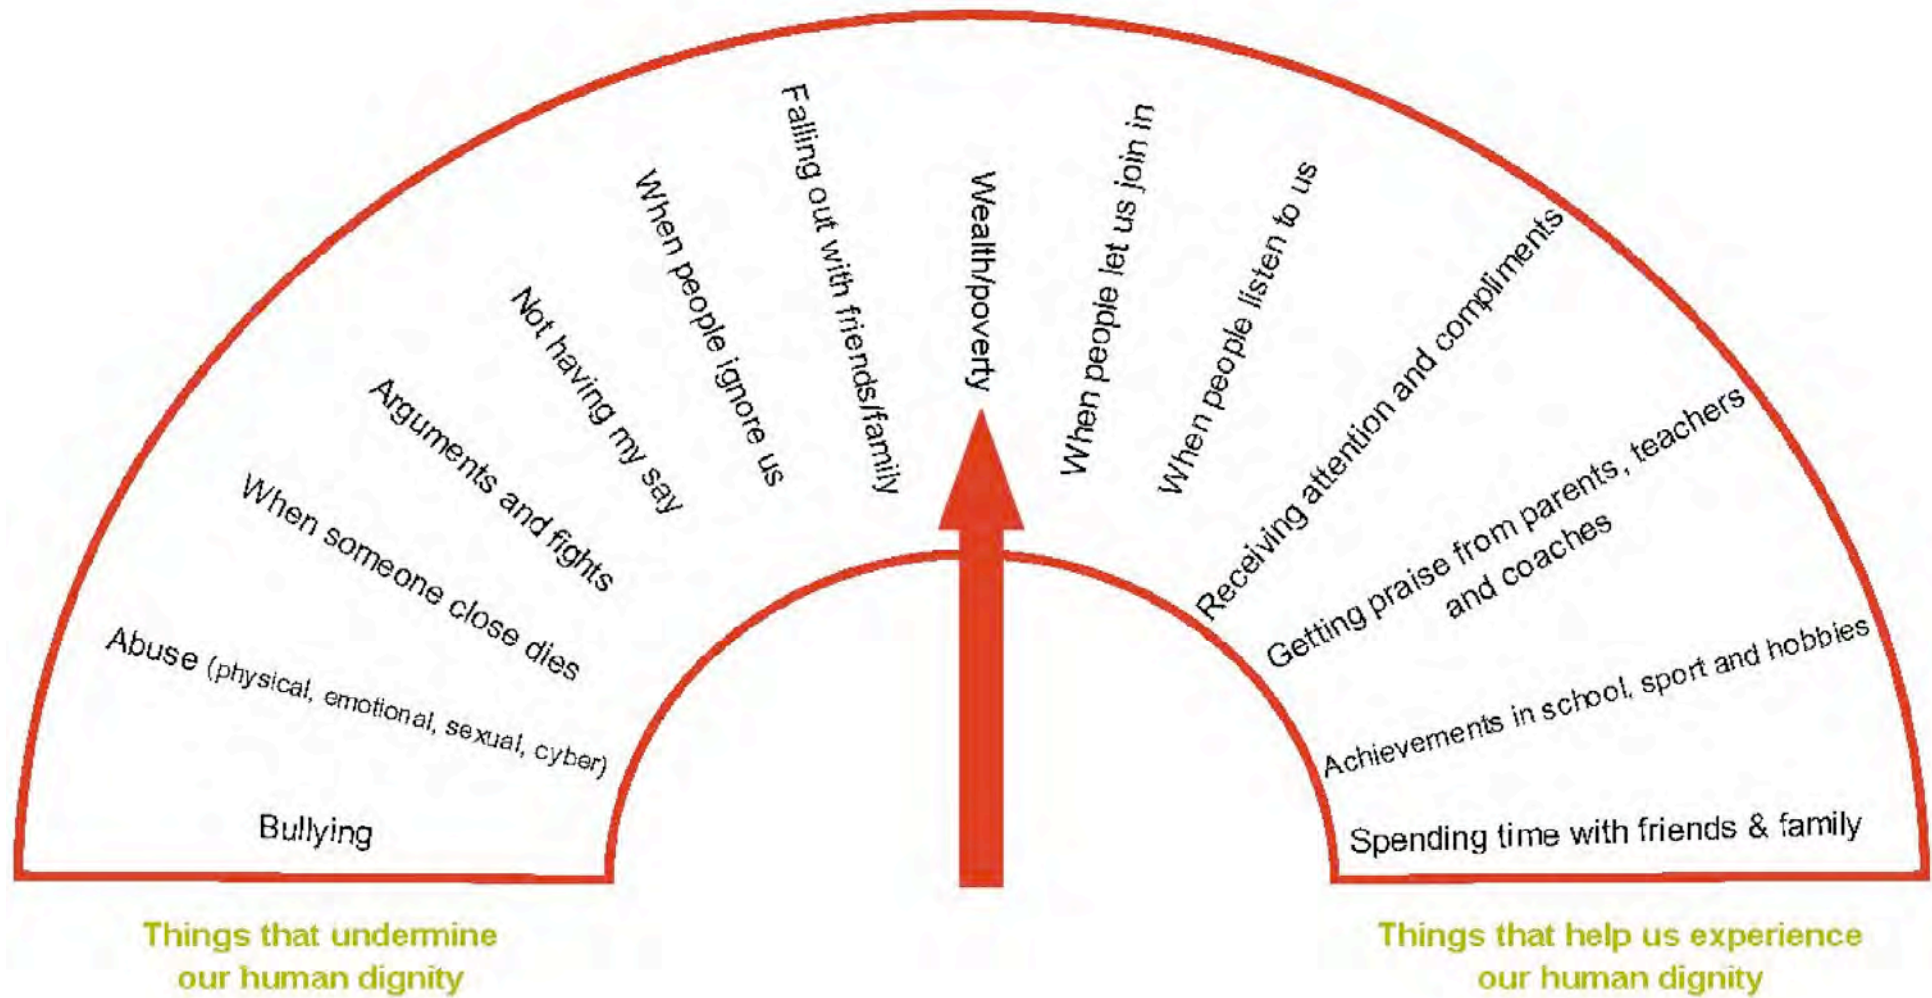 Bullying
Abuse (physical, emotional, sexual, cyber)
When someone close dies
Arguments and fights
Not having my say
When people ignore us
Falling out with friends/family
Wealth/poverty
When people let us join in
When people listen to us
Receiving attention and compliments
Getting praise from parents, teachers
and coaches
Achievements in school, sport and hobbies
Spending time with friends & family
Things that undermine
our human dignity
Things that help us experience
our human dignity